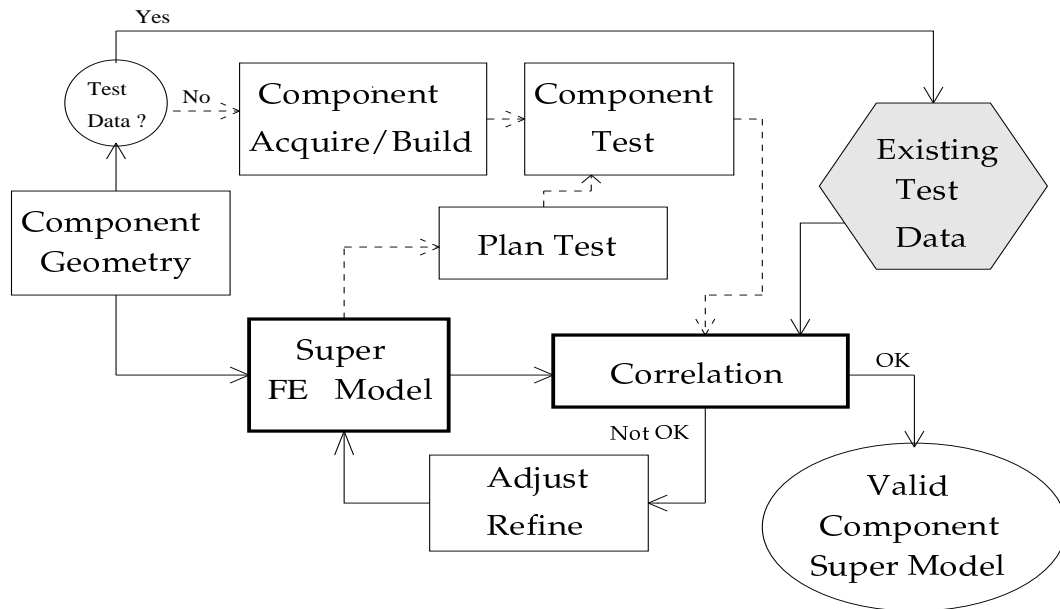 Yes
Test
Data ?
No
Component
Acquire/Build
Component
Test
Existing
Test
Data
Component
Geometry
Plan Test
Super
FE Model
Correlation
OK
Not OK
Adjust
Refine
Valid
Component
Super Model